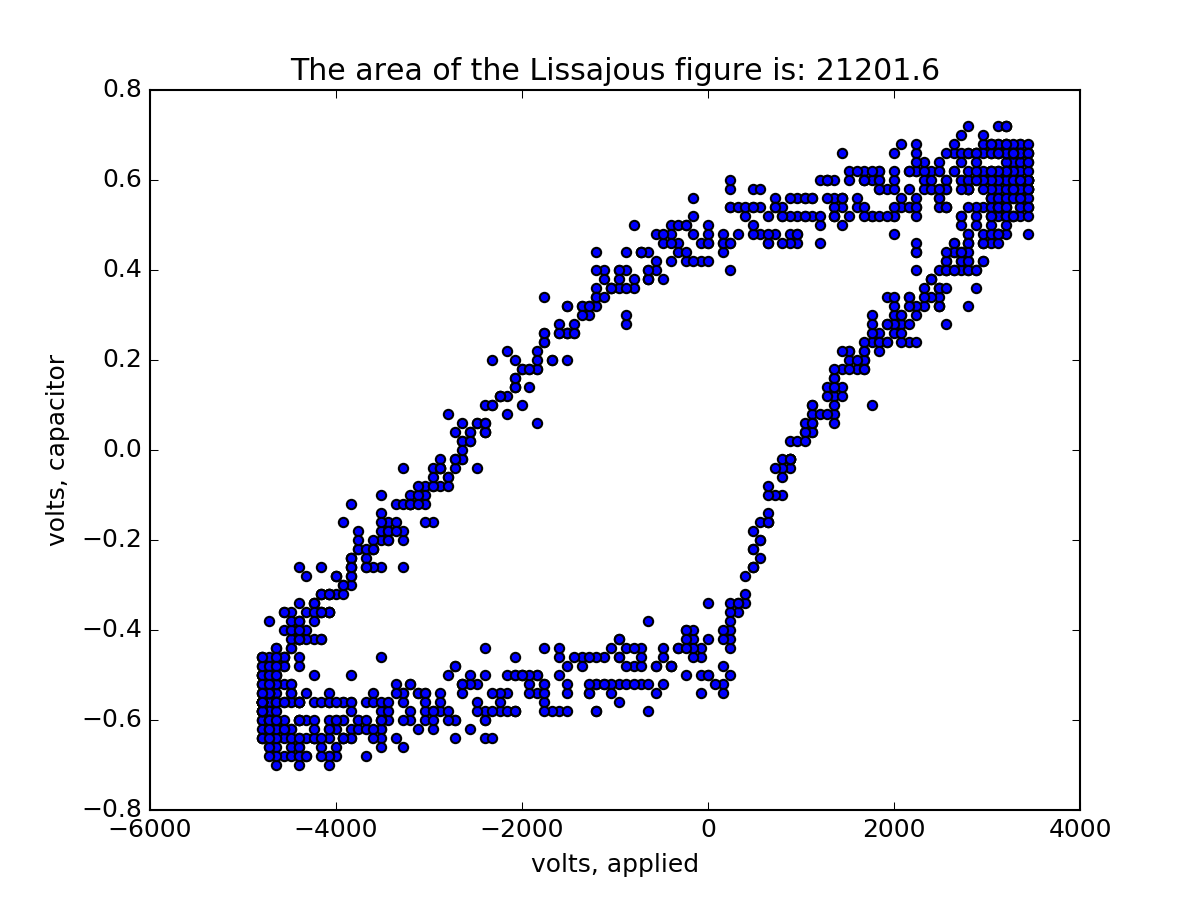 The area of the Lissajous figure is: 21201.6
0.8
0.6
0.4
0.2
0.0
−0.2
−0.4
−0.6
−0.8
volts, capacitor
−6000 −4000 −2000 0 2000 4000
volts, applied